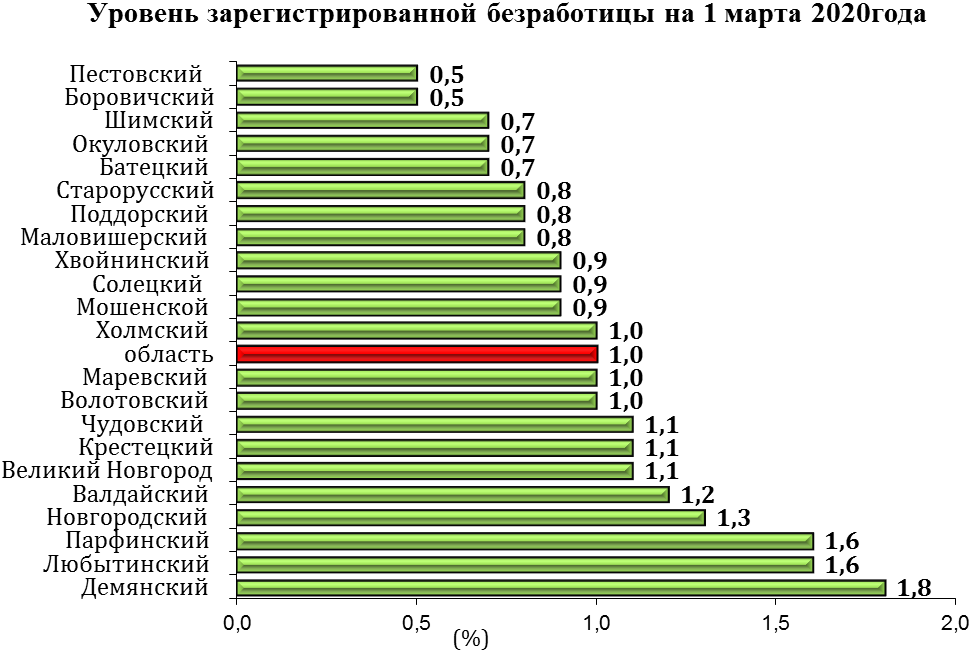 Уровень зарегистрированной безработицы на 1 марта 2020года
Пестовский 0,5
Боровичский 0,5
Шимский 0,7
Окуловский 0,7
Батецкий 0,7
Старорусский 0,8
Поддорский 0,8
Маловишерский 0,8
Хвойнинский 0,9
Солецкий 0,9
Мошенской 0,9
Холмский 1,0
область 1,0
Маревский 1,0
Волотовский 1,0
Чудовский 1,1
Крестецкий 1,1
Великий Новгород 1,1
Валдайский 1,2
Новгородский 1,3
Парфинский 1,6
Любытинский 1,6
Демянский 1,8
0,0 0,5 1,0 1,5 2,0
(%)